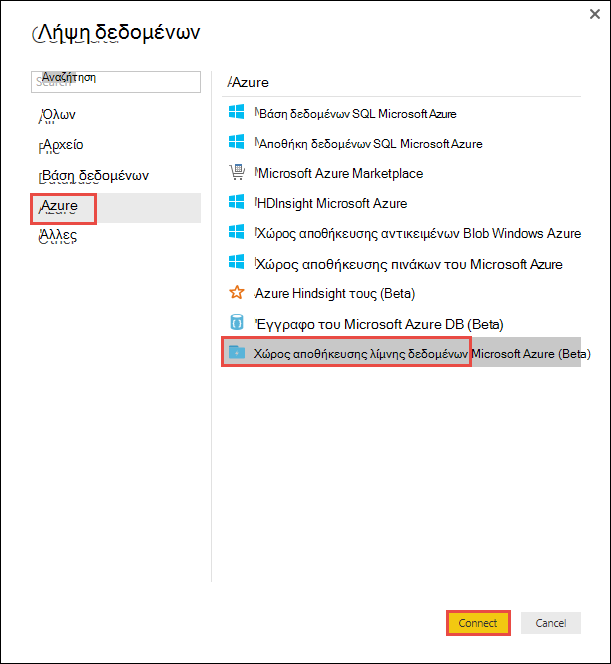 Λήψη δεδομένων
Αναζήτηση
Όλων
Αρχείο
Βάση δεδομένων
Azure
Άλλες
Azure
Βάση δεδομένων SQL Microsoft Azure
Αποθήκη δεδομένων SQL Microsoft Azure
Microsoft Azure Marketplace
HDInsight Microsoft Azure
Χώρος αποθήκευσης αντικειμένων Blob Windows Azure
Χώρος αποθήκευσης πινάκων του Microsoft Azure
Azure Hindsight τους (Beta)
Έγγραφο του Microsoft Azure DB (Beta)
Χώρος αποθήκευσης λίμνης δεδομένων Microsoft Azure (Beta)
Connect
Cancel